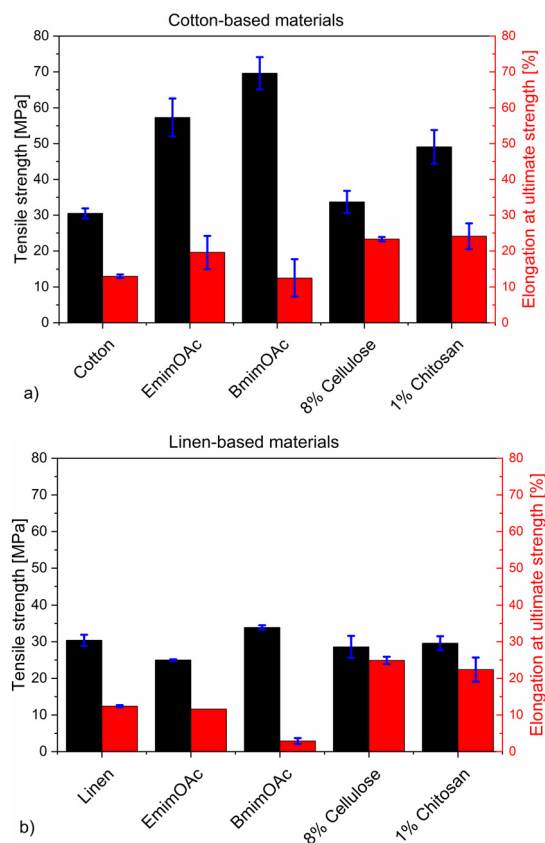 Cotton-based materials
Tensile strength [MPa]
80
70
60
50
40
30
20
10
0
80
70
60
50
40
30
20
10
0
Elongation at ultimate strength [%]
Cotton
EmimOAc
BmimOAc
8% Cellulose
1% Chitosan
a)
Linen-based materials
Tensile strength [MPa]
80
70
60
50
40
30
20
10
0
80
70
60
50
40
30
20
10
0
Elongation at ultimate strength [%]
Linen
EmimOAc
BmimOAc
8% Cellulose
1% Chitosan
b)